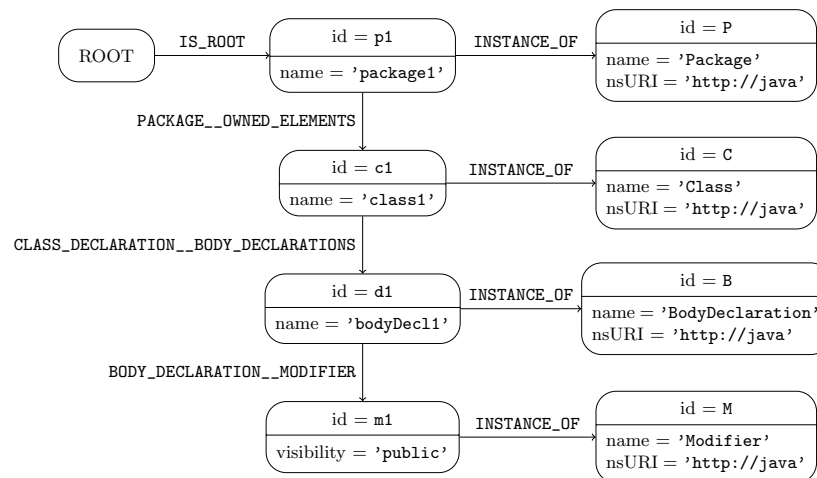 ROOT
IS_ROOT
id = p1
name = 'package1'
INSTANCE_OF
id = P
name = 'Package'
nsURI = 'http://java'
PACKAGE__OWNED_ELEMENTS
id = c1
name = 'class1'
INSTANCE_OF
id = C
name = 'Class'
nsURI = 'http://java'
CLASS_DECLARATION__BODY_DECLARATIONS
id = d1
name = 'bodyDecl1'
INSTANCE_OF
id = B
name = 'BodyDeclaration'
nsURI = 'http://java'
BODY_DECLARATION__MODIFIER
id = m1
visibility = 'public'
INSTANCE_OF
id = M
name = 'Modifier'
nsURI = 'http://java'